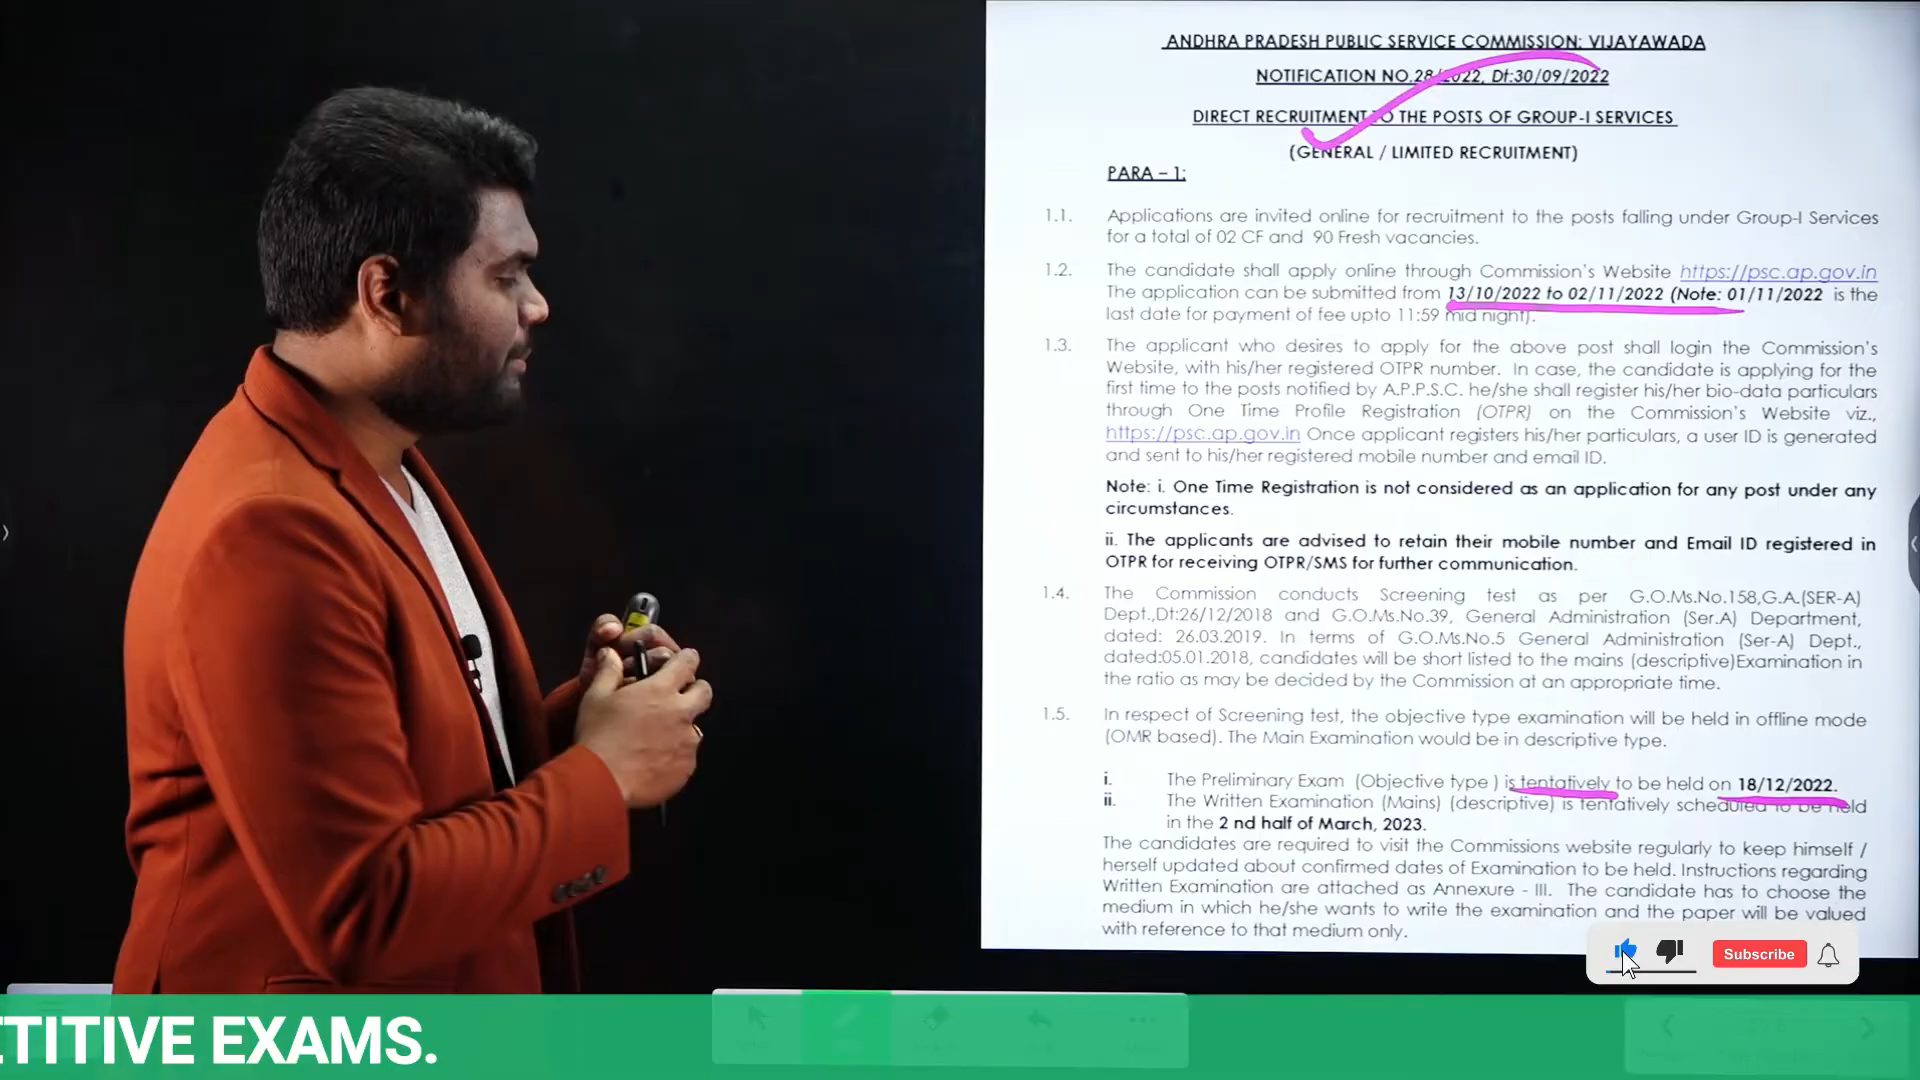 ANDHRA PRADESH PUBLIC SERVICE COMMISSION: VIJAYAWADA
NOTIFICATION NO.28/2022, Dt:30/09/2022
DIRECT RECRUITMENT TO THE POSTS OF GROUP-I SERVICES
(GENERAL / LIMITED RECRUITMENT)
PARA – 1:
1.1. Applications are invited online for recruitment to the posts falling under Group-I Services
for a total of 02 CF and 90 Fresh vacancies.
1.2. The candidate shall apply online through Commission's Website https://psc.ap.gov.in
The application can be submitted from 13/10/2022 to 02/11/2022 (Note: 01/11/2022 is the
last date for payment of fee upto 11:59 mid night).
1.3. The applicant who desires to apply for the above post shall login the Commission's
Website, with his/her registered OTPR number. In case, the candidate is applying for the
first time to the posts notified by A.P.P.S.C. he/she shall register his/her bio-data particulars
through One Time Profile Registration (OTPR) on the Commission's Website viz.,
https://psc.ap.gov.in Once applicant registers his/her particulars, a user ID is generated
and sent to his/her registered mobile number and email ID.
Note: i. One Time Registration is not considered as an application for any post under any
circumstances.
ii. The applicants are advised to retain their mobile number and Email ID registered in
OTPR for receiving OTPR/SMS for further communication.
1.4. The Commission conducts Screening test as per G.O.Ms.No.158,G.A.(SER-A)
Dept.,Dt:26/12/2018 and G.O.Ms.No.39, General Administration (Ser.A) Department,
dated: 26.03.2019. In terms of G.O.Ms.No.5 General Administration (Ser-A) Dept.,
dated:05.01.2018, candidates will be short listed to the mains (descriptive)Examination in
the ratio as may be decided by the Commission at an appropriate time.
1.5. In respect of Screening test, the objective type examination will be held in offline mode
(OMR based). The Main Examination would be in descriptive type.
i. The Preliminary Exam (Objective type ) is tentatively to be held on 18/12/2022.
ii. The Written Examination (Mains) (descriptive) is tentatively scheduled to be held
in the 2 nd half of March, 2023.
The candidates are required to visit the Commissions website regularly to keep himself /
herself updated about confirmed dates of Examination to be held. Instructions regarding
Written Examination are attached as Annexure - III. The candidate has to choose the
medium in which he/she wants to write the examination and the paper will be valued
with reference to that medium only.
Subscribe
ETITIVE EXAMS.